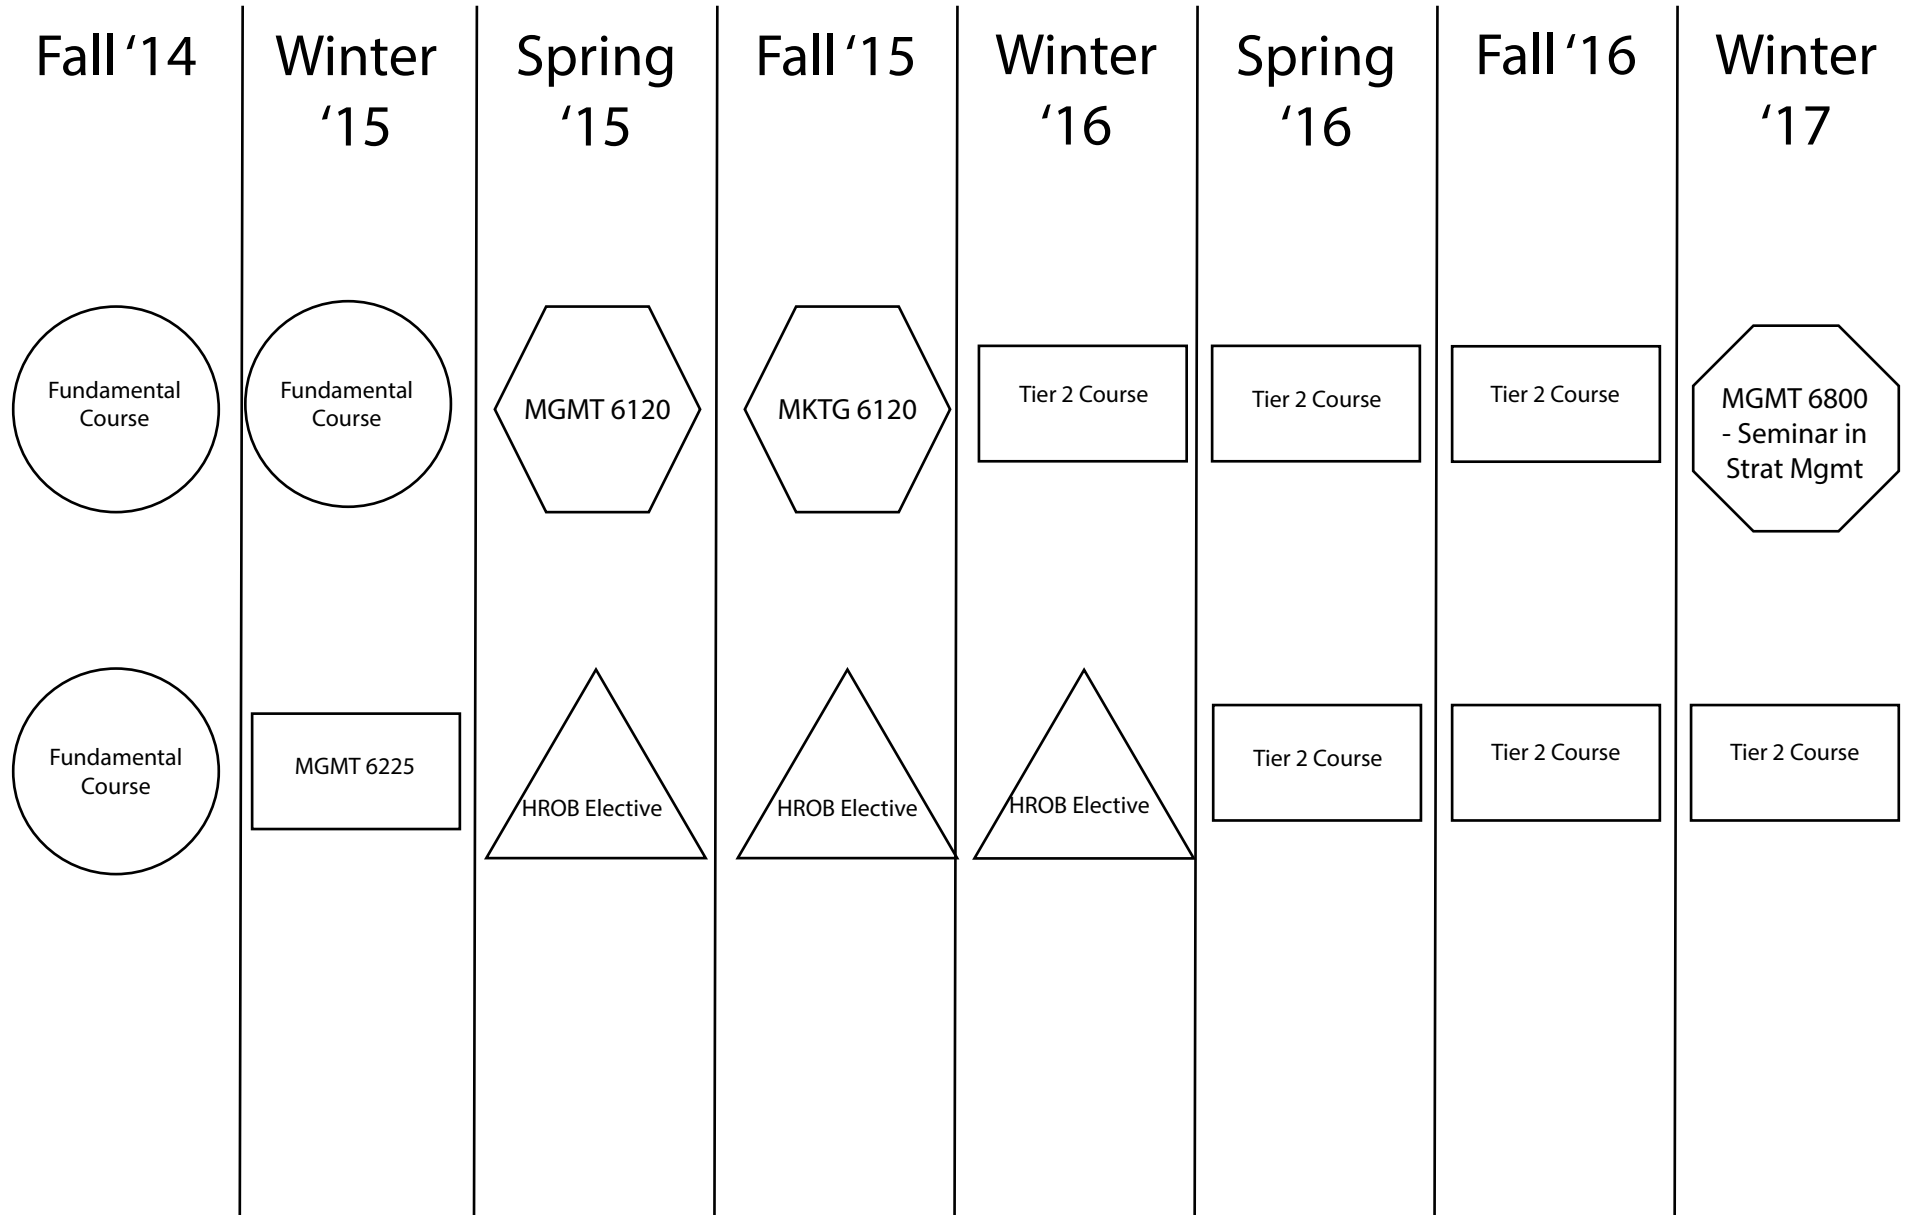 Fall ‘14
Winter
‘15
Spring
‘15
Fall ‘15
Winter
‘16
Spring
‘16
Fall ‘16
Winter
‘17
Fundamental
Course
Fundamental
Course
MGMT 6120
MKTG 6120
Tier 2 Course
Tier 2 Course
Tier 2 Course
MGMT 6800
- Seminar in
Strat Mgmt
Fundamental
Course
MGMT 6225
HROB Elective
HROB Elective
HROB Elective
Tier 2 Course
Tier 2 Course
Tier 2 Course